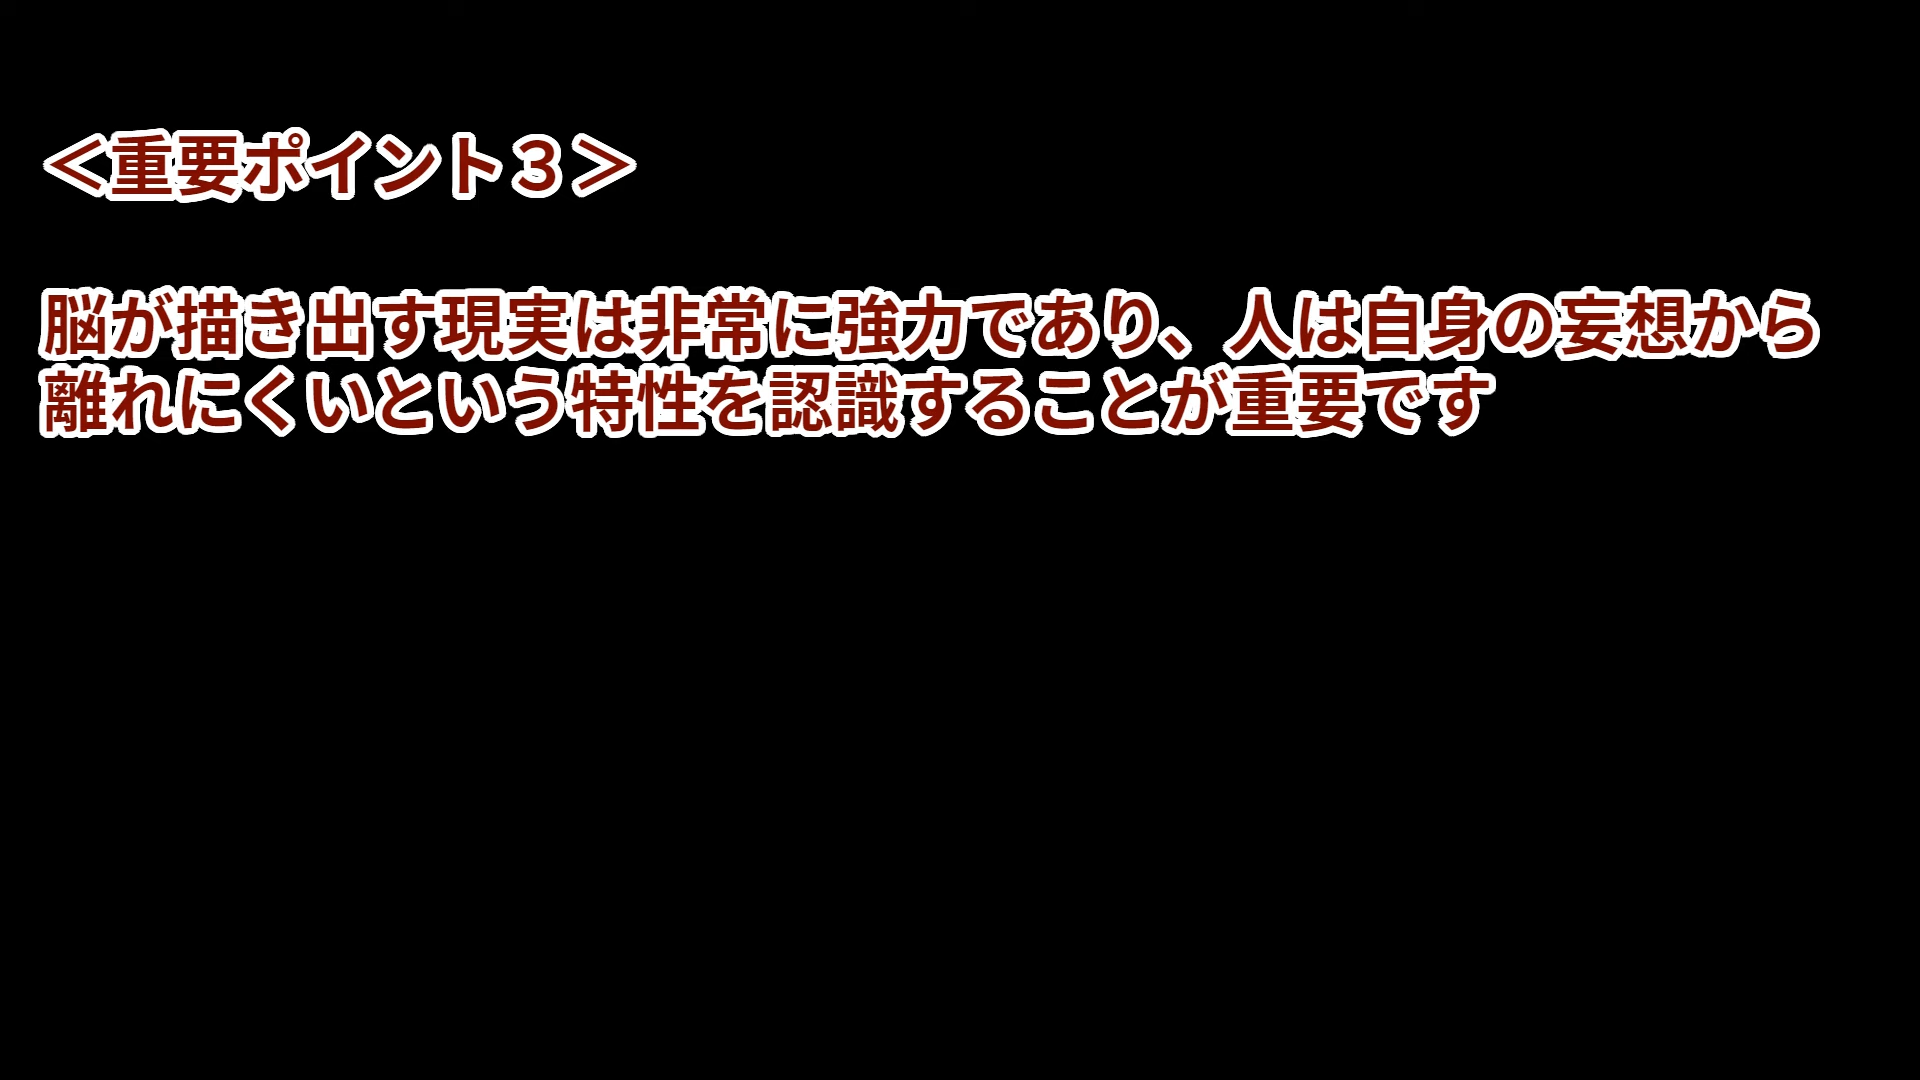 ＜重要ポイント３＞
脳が描き出す現実は非常に強力であり、人は自身の妄想から
離れにくいという特性を認識することが重要です